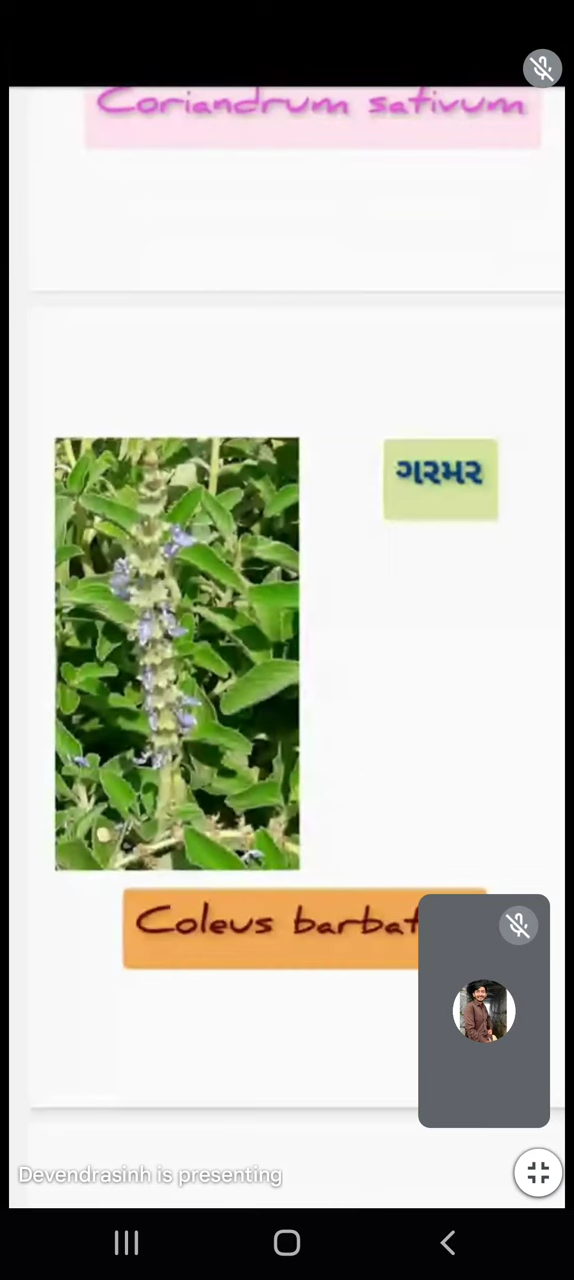 Coriandrum sativum
ગરમર
Coleus barbat
Devendrasinh is presenting